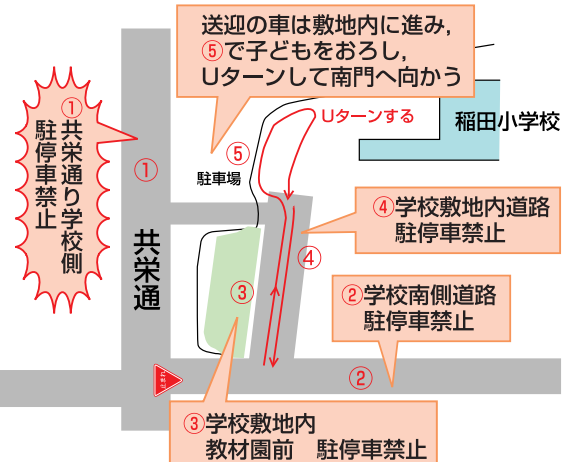 送迎の車は敷地内に進み，
⑤で子どもをおろし，
Uターンして南門へ向かう
①共栄通り学校側
駐停車禁止
①
共栄通
Uターンする
稲田小学校
⑤
駐車場
④学校敷地内道路
駐停車禁止
④
③
②学校南側道路
駐停車禁止
②
止まれ
③学校敷地内
教材園前　駐停車禁止